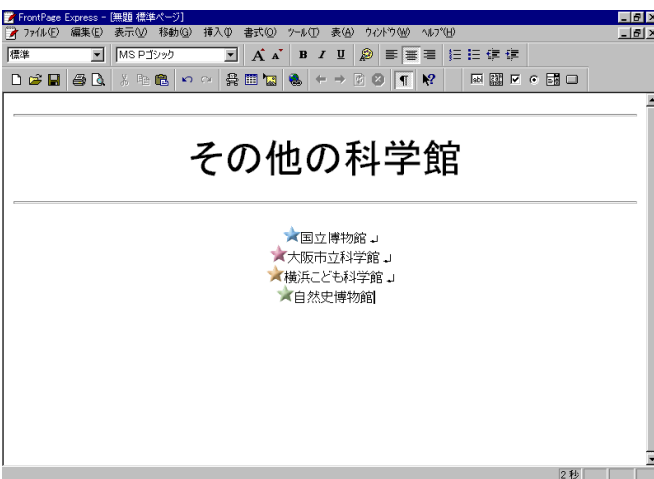 FrontPage Express - [無題 標準ページ]
ファイル(F) 編集(E) 表示(V) 移動(G) 挿入(I) 書式(O) ツール(T) 表(A) ウィンドウ(W) ヘルプ(H)
標準 MS Pゴシック
その他の科学館
国立博物館
大阪市立科学館
横浜こども科学館
自然史博物館
2 秒